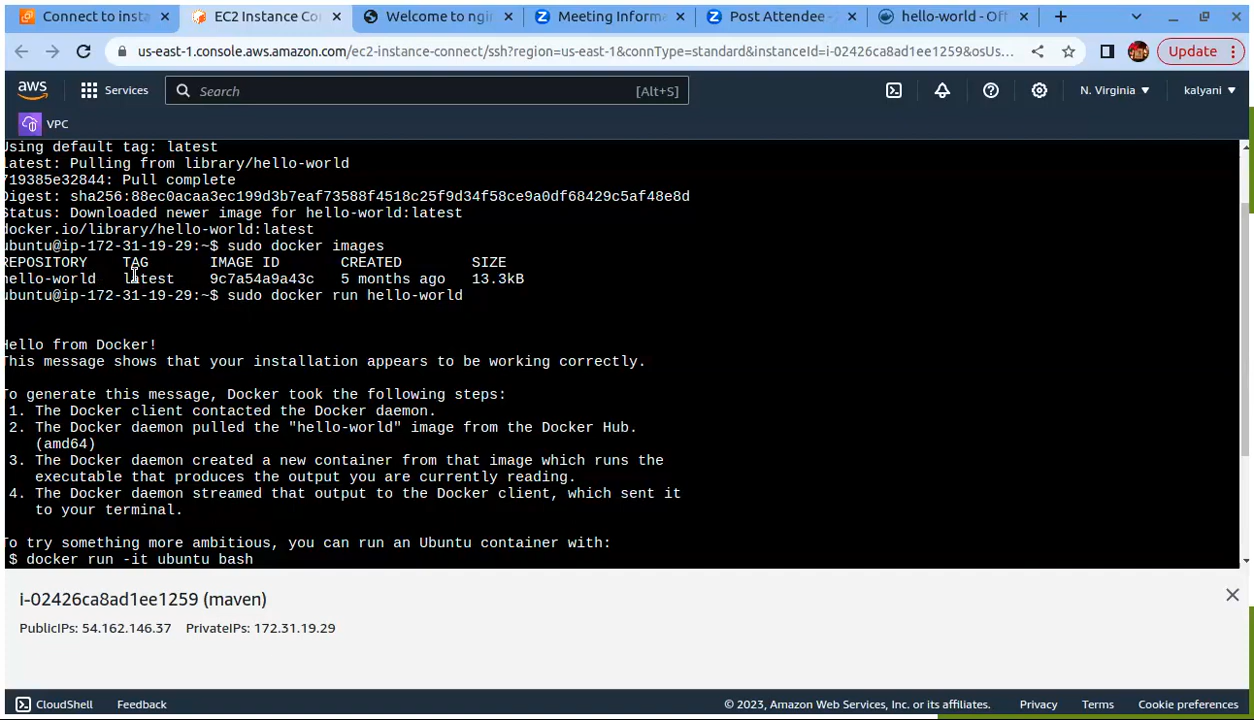 Connect to insta
EC2 Instance Co
Welcome to ngi
Meeting Informa
Post Attendee -
hello-world - Off
us-east-1.console.aws.amazon.com/ec2-instance-connect/ssh?region=us-east-1&connType=standard&instanceId=i-02426ca8ad1ee1259&osUs...
Update
aws
Services
Search
[Alt+S]
N. Virginia
kalyani
VPC
Using default tag: latest
latest: Pulling from library/hello-world
719385e32844: Pull complete
Digest: sha256:88ec0acaa3ec199d3b7eaf73588f4518c25f9d34f58ce9a0df68429c5af48e8d
Status: Downloaded newer image for hello-world:latest
docker.io/library/hello-world:latest
ubuntu@ip-172-31-19-29:~$ sudo docker images
REPOSITORY TAG IMAGE ID CREATED SIZE
hello-world latest 9c7a54a9a43c 5 months ago 13.3kB
ubuntu@ip-172-31-19-29:~$ sudo docker run hello-world
Hello from Docker!
This message shows that your installation appears to be working correctly.
To generate this message, Docker took the following steps:
1. The Docker client contacted the Docker daemon.
2. The Docker daemon pulled the "hello-world" image from the Docker Hub.
(amd64)
3. The Docker daemon created a new container from that image which runs the
executable that produces the output you are currently reading.
4. The Docker daemon streamed that output to the Docker client, which sent it
to your terminal.
To try something more ambitious, you can run an Ubuntu container with:
$ docker run -it ubuntu bash
i-02426ca8ad1ee1259 (maven)
PublicIPs: 54.162.146.37 PrivateIPs: 172.31.19.29
CloudShell
Feedback
© 2023, Amazon Web Services, Inc. or its affiliates.
Privacy
Terms
Cookie preferences